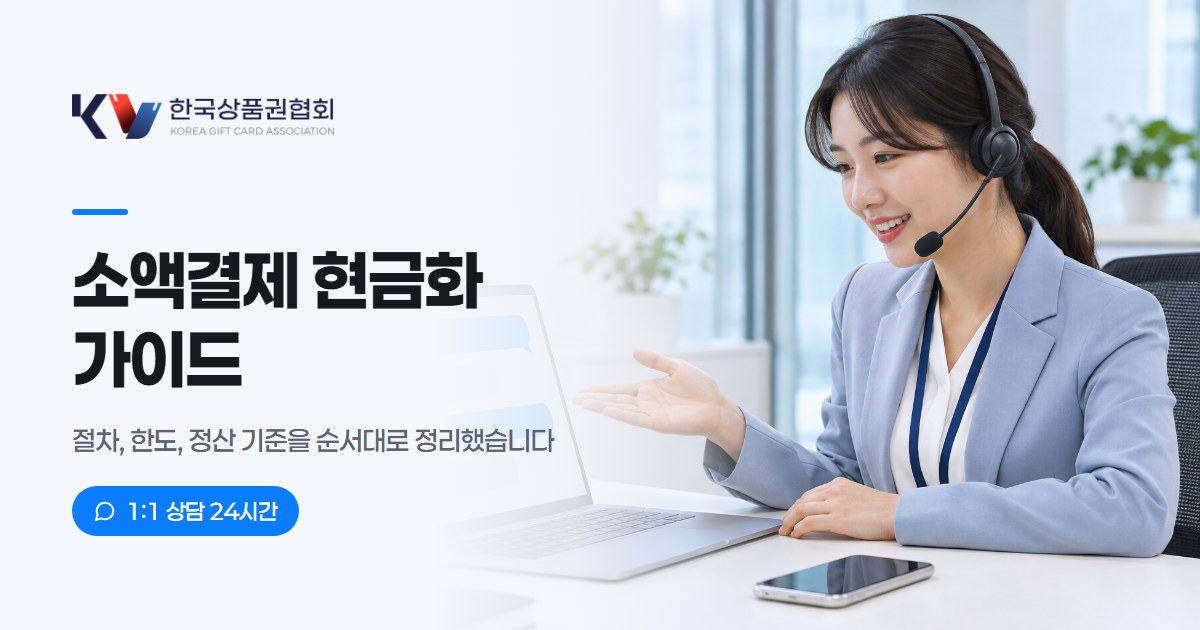 한국상품권협회
KOREA GIFT CARD ASSOCIATION
소액결제 현금화
가이드
절차, 한도, 정산 기준을 순서대로 정리했습니다
1:1 상담 24시간